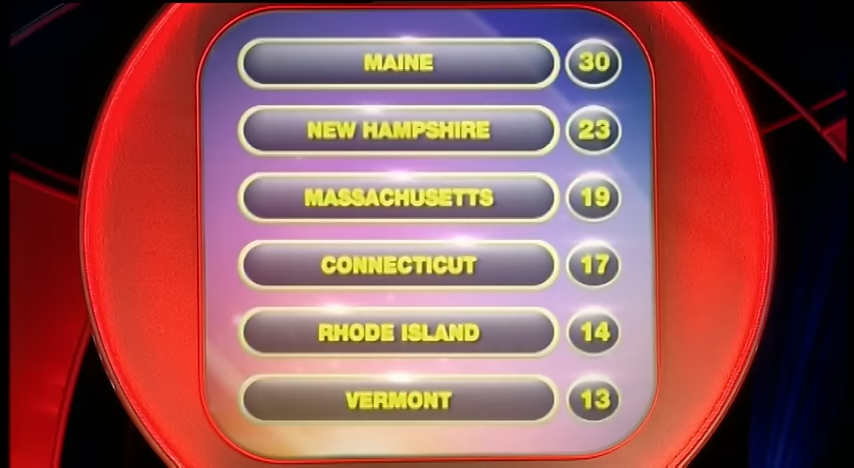 MAINE 30
NEW HAMPSHIRE 23
MASSACHUSETTS 19
CONNECTICUT 17
RHODE ISLAND 14
VERMONT 13